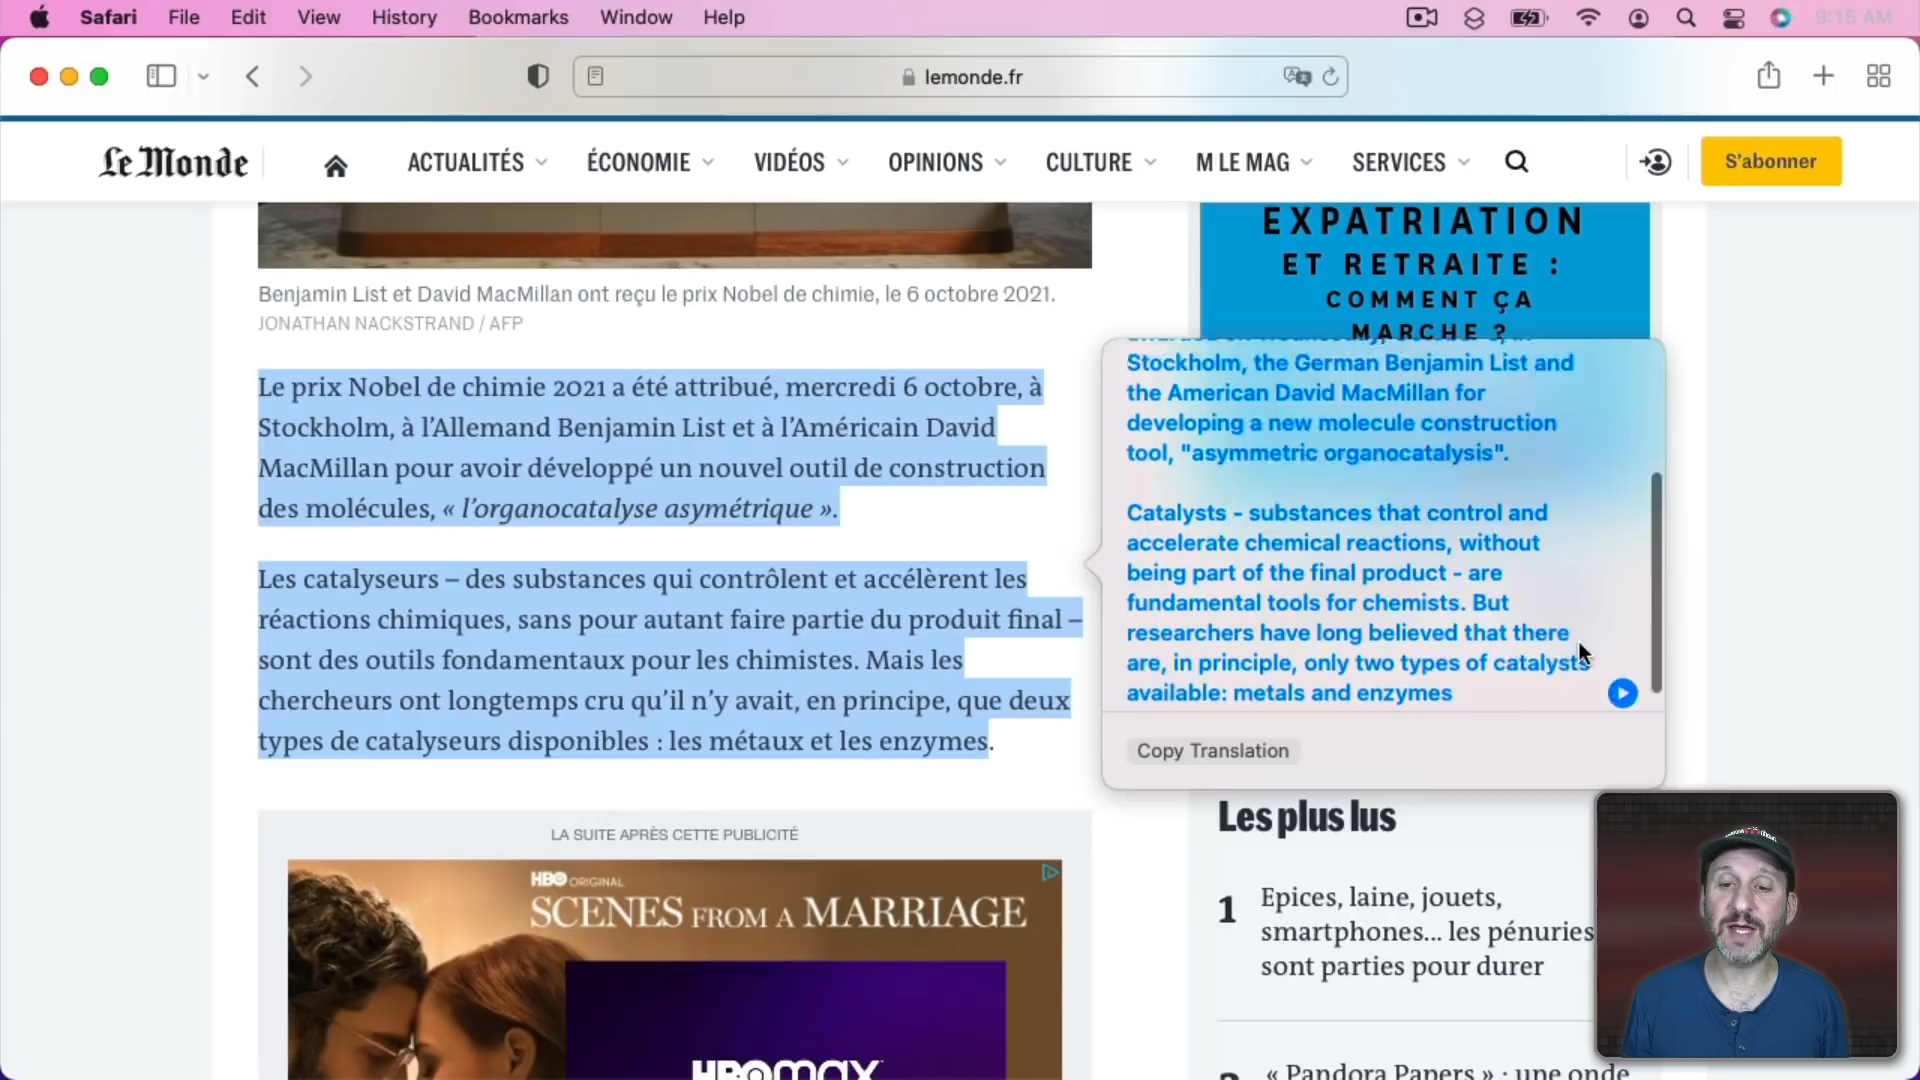 Safari File Edit View History Bookmarks Window Help 9:15 AM
lemonde.fr
Le Monde ACTUALITÉS ÉCONOMIE VIDÉOS OPINIONS CULTURE M LE MAG SERVICES S'abonner
EXPATRIATION
ET RETRAITE :
COMMENT ÇA
MARCHE ?
Benjamin List et David MacMillan ont reçu le prix Nobel de chimie, le 6 octobre 2021.
JONATHAN NACKSTRAND / AFP
Le prix Nobel de chimie 2021 a été attribué, mercredi 6 octobre, à
Stockholm, à l’Allemand Benjamin List et à l’Américain David
MacMillan pour avoir développé un nouvel outil de construction
des molécules, « l’organocatalyse asymétrique ».
Les catalyseurs – des substances qui contrôlent et accélèrent les
réactions chimiques, sans pour autant faire partie du produit final –
sont des outils fondamentaux pour les chimistes. Mais les
chercheurs ont longtemps cru qu’il n’y avait, en principe, que deux
types de catalyseurs disponibles : les métaux et les enzymes.
Stockholm, the German Benjamin List and
the American David MacMillan for
developing a new molecule construction
tool, "asymmetric organocatalysis".
Catalysts - substances that control and
accelerate chemical reactions, without
being part of the final product - are
fundamental tools for chemists. But
researchers have long believed that there
are, in principle, only two types of catalysts
available: metals and enzymes
Copy Translation
LA SUITE APRÈS CETTE PUBLICITÉ
HBO ORIGINAL
SCENES FROM A MARRIAGE
HBOMAX
Les plus lus
1 Epices, laine, jouets,
smartphones... les pénuries
sont parties pour durer
« Pandora Papers » : une onde